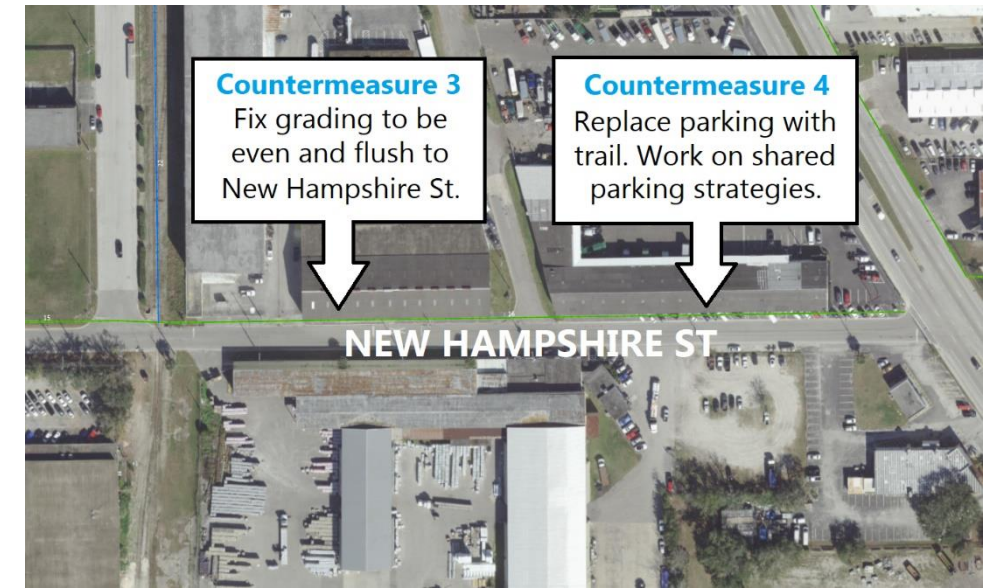 Countermeasure 3
Fix grading to be
even and flush to
New Hampshire St.
Countermeasure 4
Replace parking with
trail. Work on shared
parking strategies.
15
NEW HAMPSHIRE ST